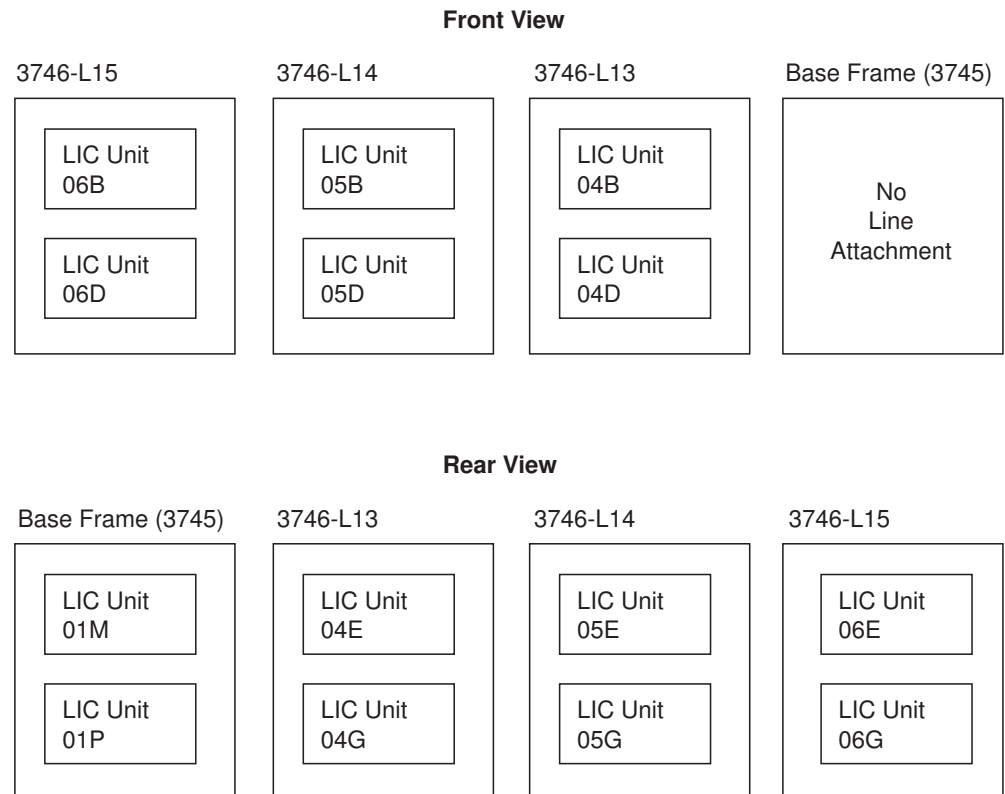 Front View
3746-L15 3746-L14 3746-L13 Base Frame (3745)
LIC Unit
06B
LIC Unit
06D
LIC Unit
05B
LIC Unit
05D
LIC Unit
04B
LIC Unit
04D
No
Line
Attachment
Rear View
Base Frame (3745) 3746-L13 3746-L14 3746-L15
LIC Unit
01M
LIC Unit
01P
LIC Unit
04E
LIC Unit
04G
LIC Unit
05E
LIC Unit
05G
LIC Unit
06E
LIC Unit
06G